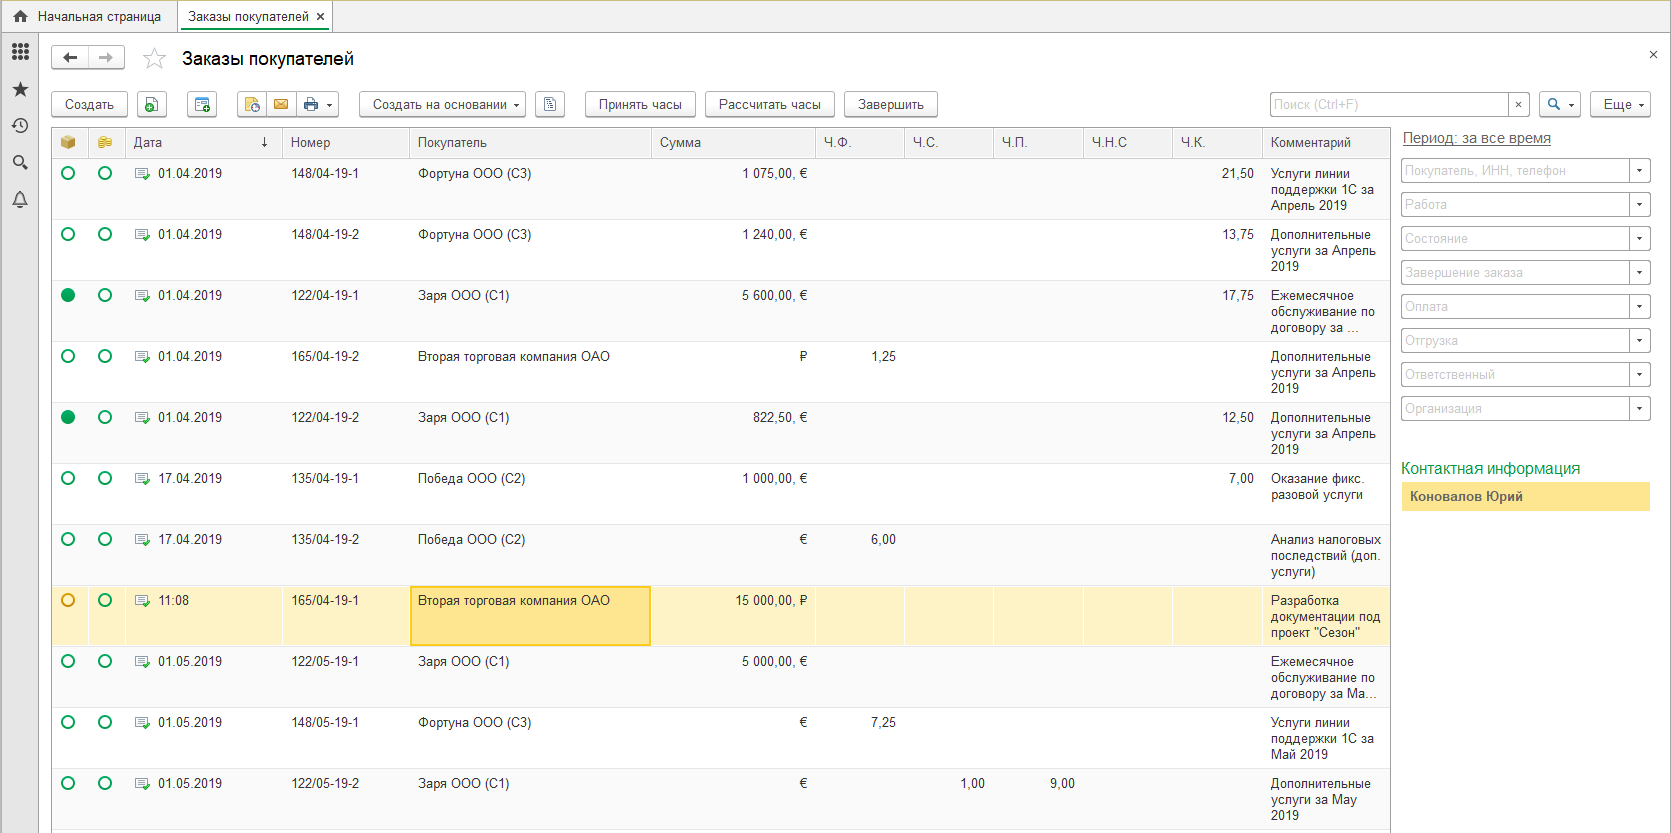 Начальная страница
Заказы покупателей ×
Заказы покупателей
Создать
Создать на основании
Принять часы
Рассчитать часы
Завершить
Поиск (Ctrl+F)
×
Еще
Дата ↓ Номер Покупатель Сумма Ч.Ф. Ч.С. Ч.П. Ч.Н.С Ч.К. Комментарий
01.04.2019 148/04-19-1 Фортуна ООО (С3) 1 075,00, € 21,50 Услуги линии
поддержки 1С за
Апрель 2019
01.04.2019 148/04-19-2 Фортуна ООО (С3) 1 240,00, € 13,75 Дополнительные
услуги за Апрель
2019
01.04.2019 122/04-19-1 Заря ООО (С1) 5 600,00, € 17,75 Ежемесячное
обслуживание по
договору за ...
01.04.2019 165/04-19-2 Вторая торговая компания ОАО ₽ 1,25 Дополнительные
услуги за Апрель
2019
01.04.2019 122/04-19-2 Заря ООО (С1) 822,50, € 12,50 Дополнительные
услуги за Апрель
2019
17.04.2019 135/04-19-1 Победа ООО (С2) 1 000,00, € 7,00 Оказание фикс.
разовой услуги
17.04.2019 135/04-19-2 Победа ООО (С2) € 6,00 Анализ налоговых
последствий (доп.
услуги)
11:08 165/04-19-1 Вторая торговая компания ОАО 15 000,00, ₽ Разработка
документации под
проект "Сезон"
01.05.2019 122/05-19-1 Заря ООО (С1) 5 000,00, € Ежемесячное
обслуживание по
договору за Ма...
01.05.2019 148/05-19-1 Фортуна ООО (С3) € 7,25 Услуги линии
поддержки 1С за
Май 2019
01.05.2019 122/05-19-2 Заря ООО (С1) € 1,00 9,00 Дополнительные
услуги за May
2019
Период: за все время
Покупатель, ИНН, телефон
Работа
Состояние
Завершение заказа
Оплата
Отгрузка
Ответственный
Организация
Контактная информация
Коновалов Юрий